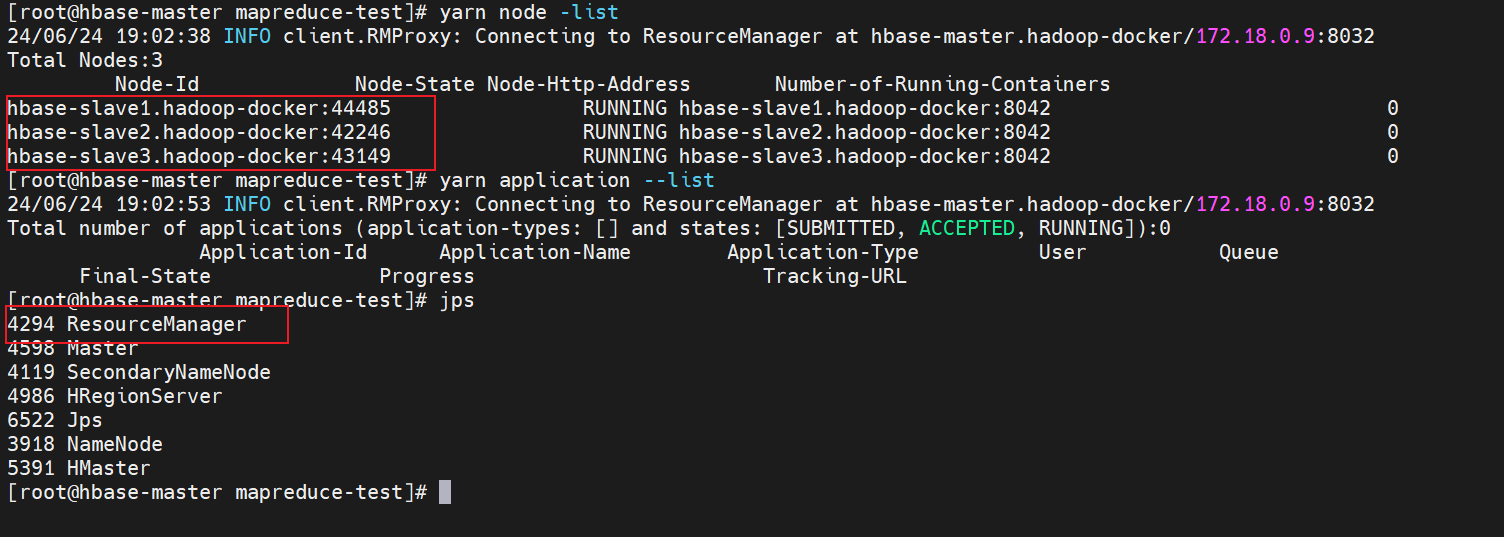 [root@hbase-master mapreduce-test]# yarn node -list
24/06/24 19:02:38 INFO client.RMProxy: Connecting to ResourceManager at hbase-master.hadoop-docker/172.18.0.9:8032
Total Nodes:3
Node-Id Node-State Node-Http-Address Number-of-Running-Containers
hbase-slave1.hadoop-docker:44485 RUNNING hbase-slave1.hadoop-docker:8042 0
hbase-slave2.hadoop-docker:42246 RUNNING hbase-slave2.hadoop-docker:8042 0
hbase-slave3.hadoop-docker:43149 RUNNING hbase-slave3.hadoop-docker:8042 0
[root@hbase-master mapreduce-test]# yarn application --list
24/06/24 19:02:53 INFO client.RMProxy: Connecting to ResourceManager at hbase-master.hadoop-docker/172.18.0.9:8032
Total number of applications (application-types: [] and states: [SUBMITTED, ACCEPTED, RUNNING]):0
Application-Id Application-Name Application-Type User Queue
Final-State Progress Tracking-URL
[root@hbase-master mapreduce-test]# jps
4294 ResourceManager
4598 Master
4119 SecondaryNameNode
4986 HRegionServer
6522 Jps
3918 NameNode
5391 HMaster
[root@hbase-master mapreduce-test]#